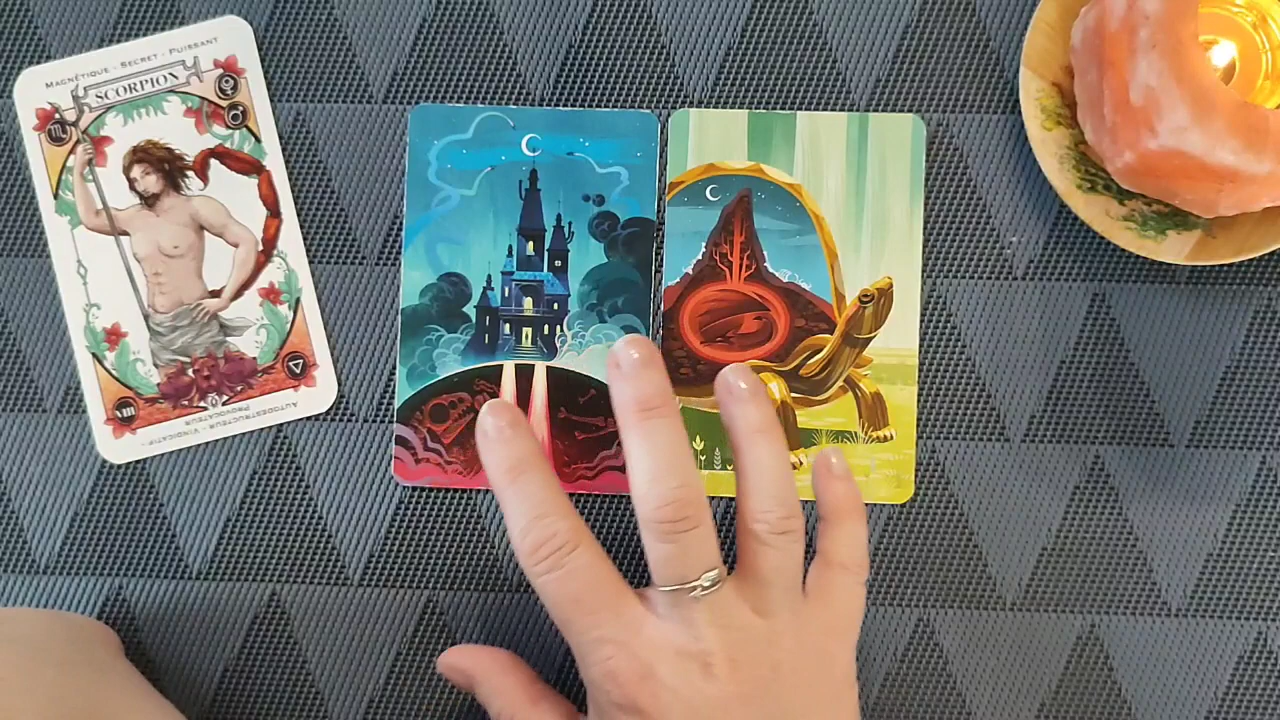 MAGNÉTIQUE - SECRET - PUISSANT
SCORPION
VIII
AUTODESTRUCTEUR - VINDICATIF -
PROVOCATEUR